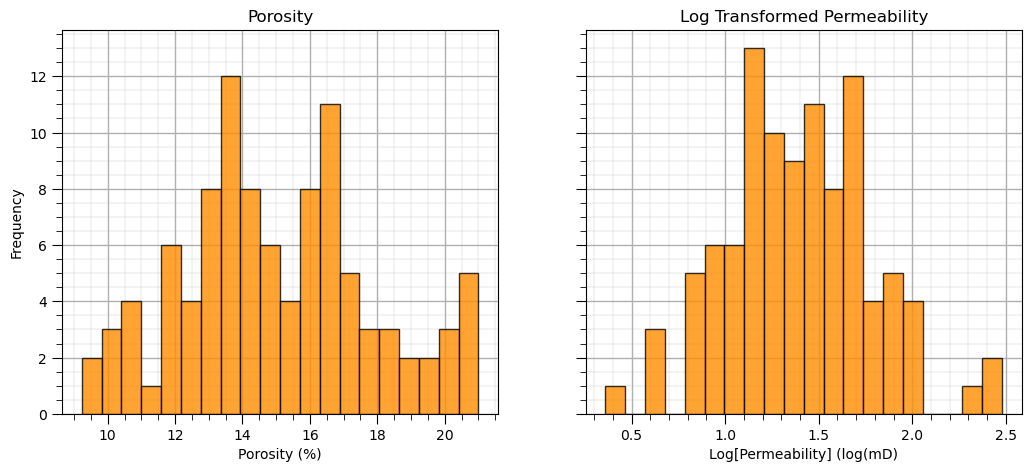 Porosity
Log Transformed Permeability
Frequency
12
10
8
6
4
2
0
10 12 14 16 18 20
0.5 1.0 1.5 2.0 2.5
Porosity (%)
Log[Permeability] (log(mD)